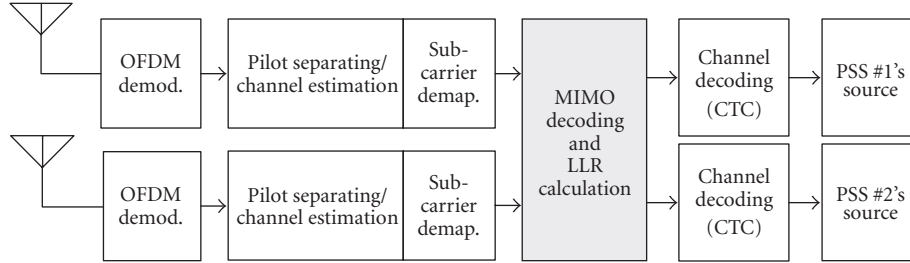 OFDM
demod.
Pilot separating/
channel estimation
Sub-
carrier
demap.
MIMO
decoding
and
LLR
calculation
Channel
decoding
(CTC)
PSS #1's
source
OFDM
demod.
Pilot separating/
channel estimation
Sub-
carrier
demap.
Channel
decoding
(CTC)
PSS #2's
source